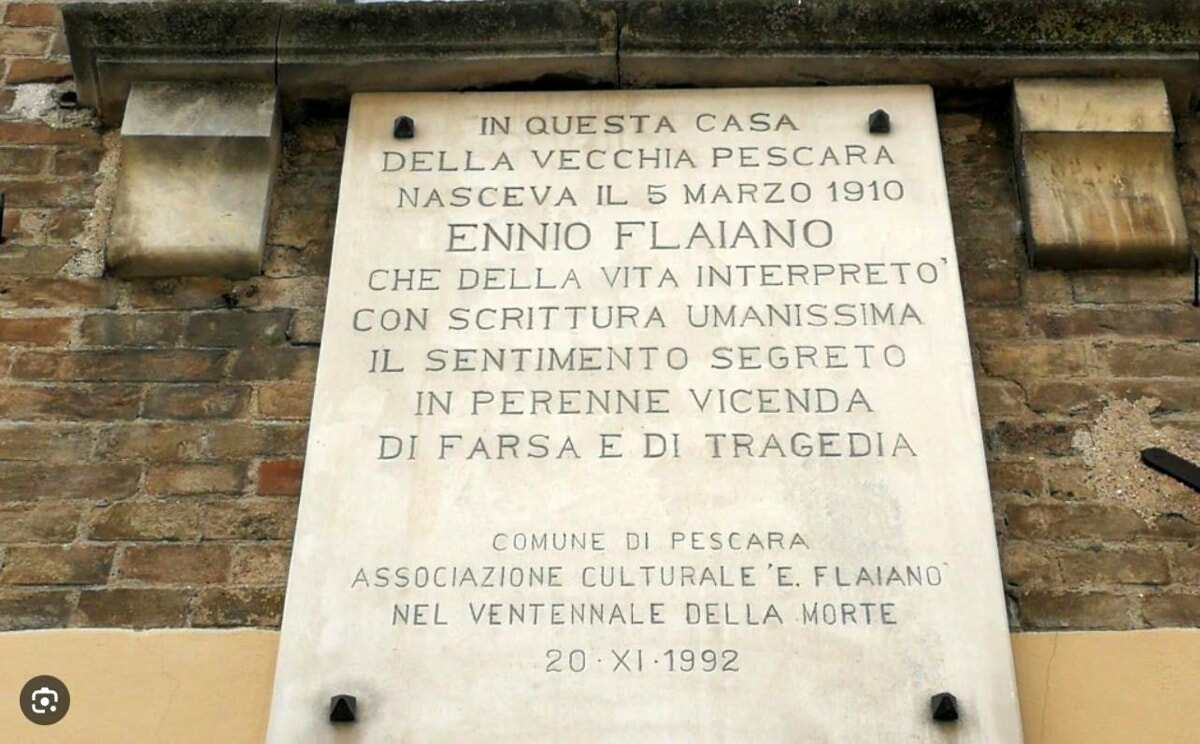 IN QUESTA CASA
DELLA VECCHIA PESCARA
NASCEVA IL 5 MARZO 1910
ENNIO FLAIANO
CHE DELLA VITA INTERPRETO'
CON SCRITTURA UMANISSIMA
IL SENTIMENTO SEGRETO
IN PERENNE VICENDA
DI FARSA E DI TRAGEDIA
COMUNE DI PESCARA
ASSOCIAZIONE CULTURALE "E. FLAIANO"
NEL VENTENNALE DELLA MORTE
20·XI·1992